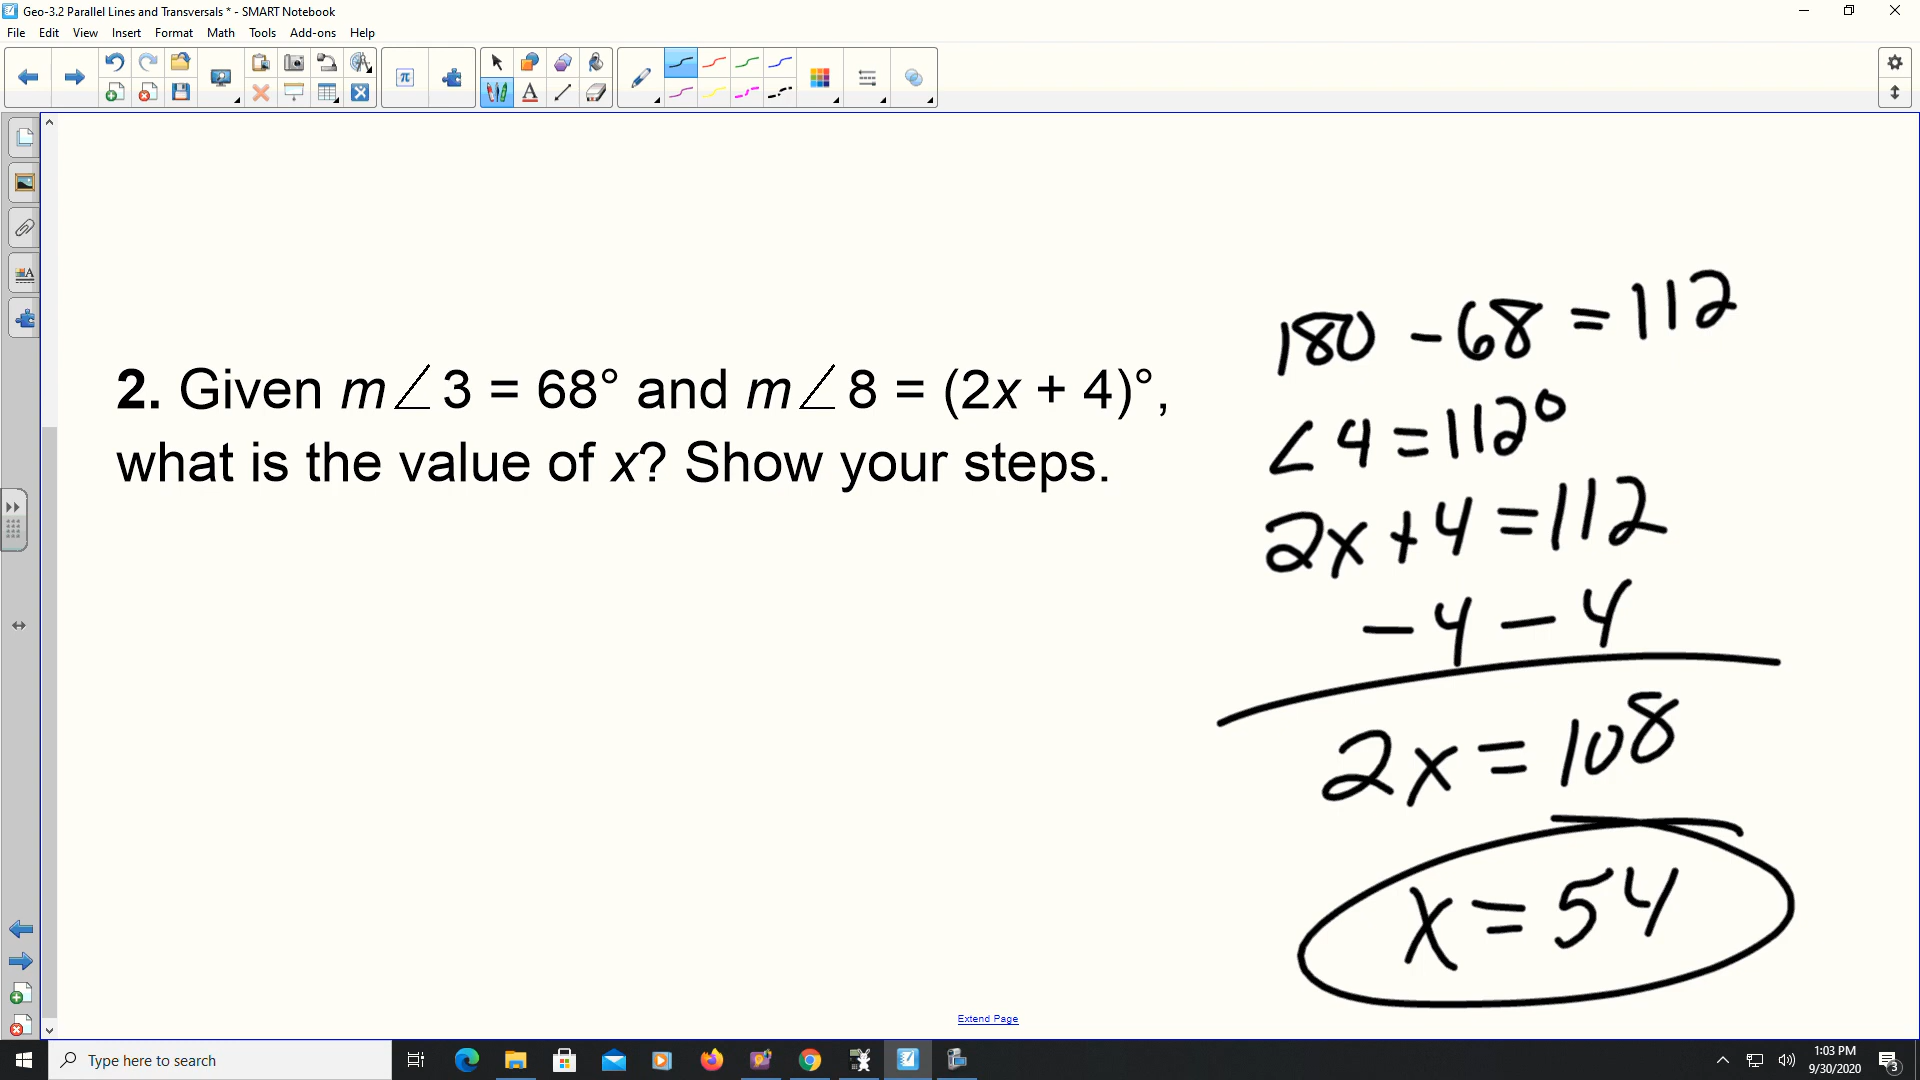 Geo-3.2 Parallel Lines and Transversals * - SMART Notebook
File Edit View Insert Format Math Tools Add-ons Help
2. Given m∠3 = 68° and m∠8 = (2x + 4)°,
what is the value of x? Show your steps.
180 - 68 = 112
∠4 = 112°
2x + 4 = 112
- 4 - 4
2x = 108
x = 54
Extend Page
Type here to search
1:03 PM
9/30/2020
3